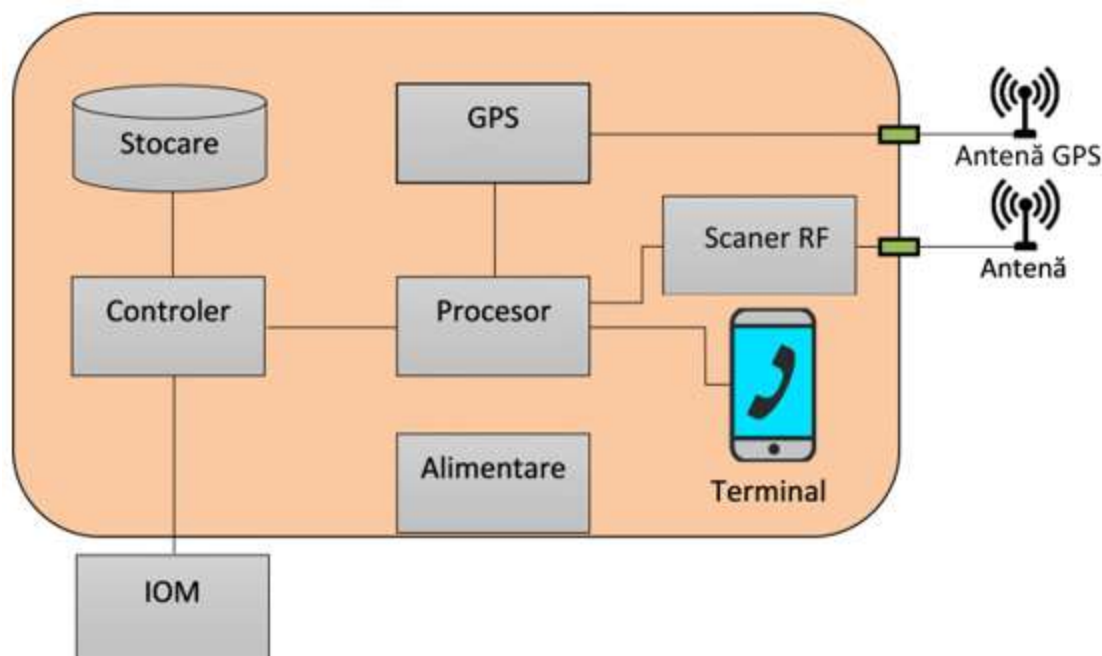 Stocare
GPS
Antenă GPS
Scaner RF
Antenă
Controler
Procesor
Alimentare
Terminal
IOM